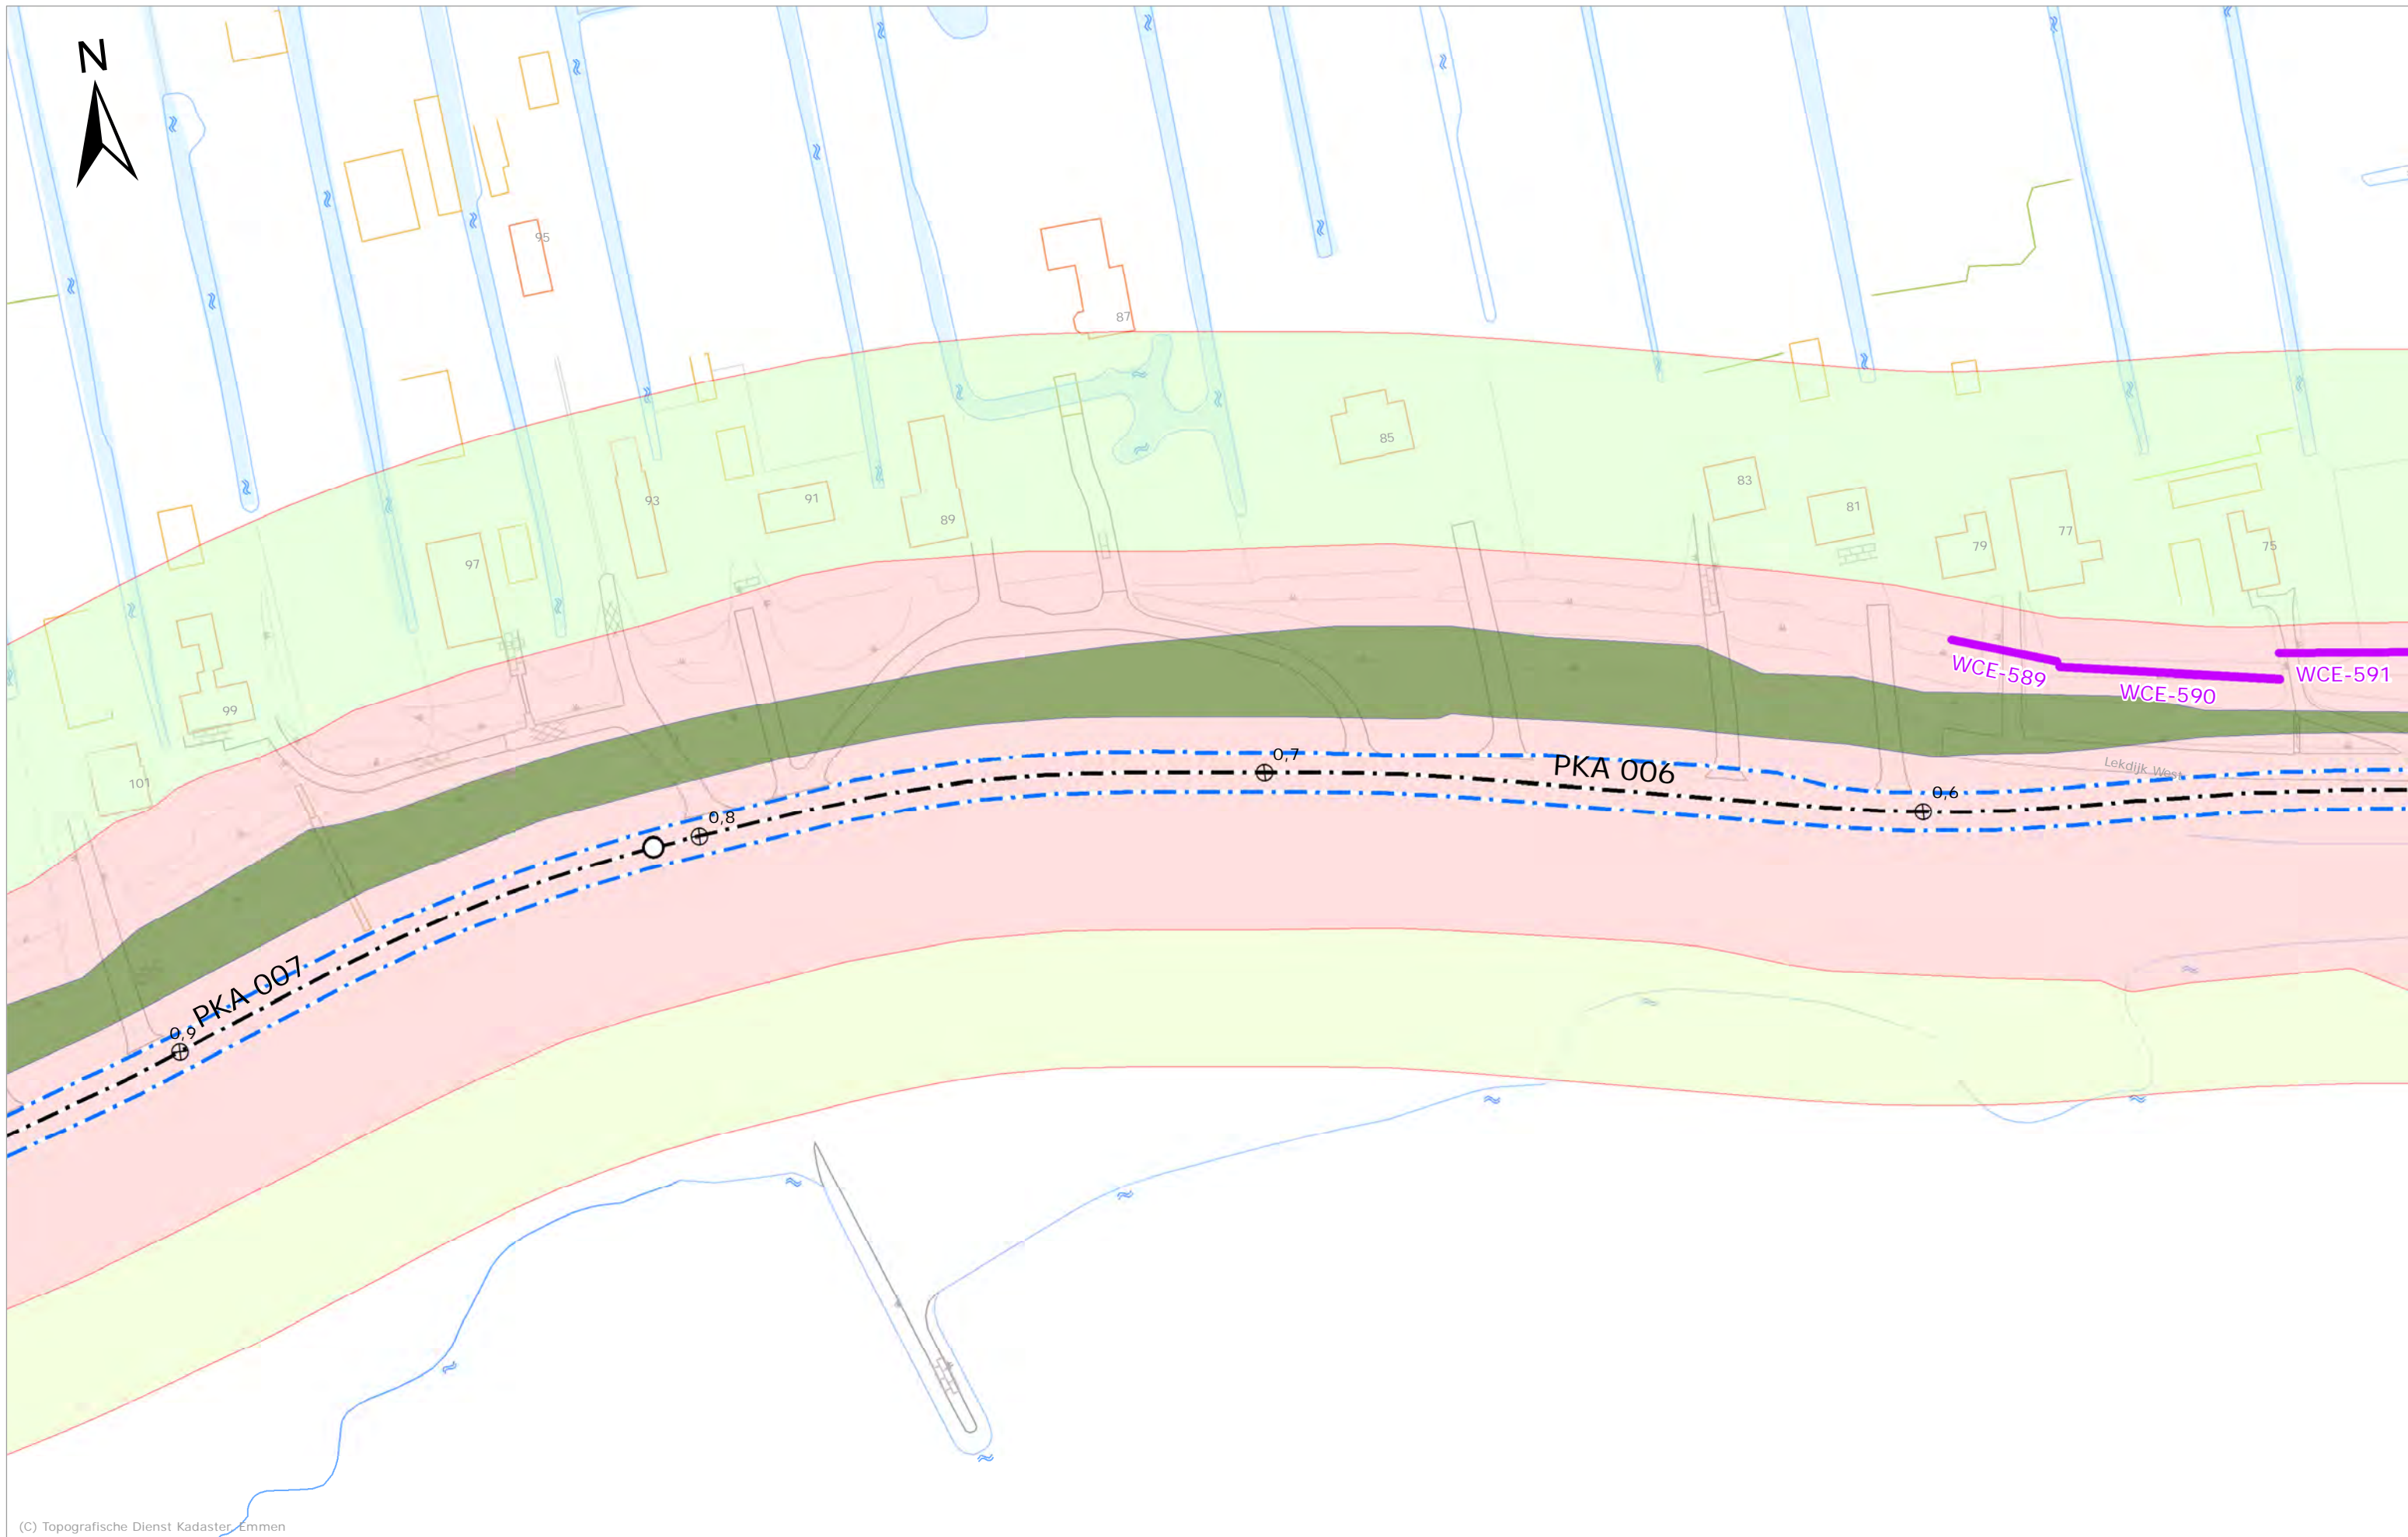 N
95
87
85
83
81
79
77
75
93
91
89
97
99
101
WCE-589
WCE-590
WCE-591
Lekdijk West
0,7
PKA 006
0,6
0,8
PKA 007
0,9
(C) Topografische Dienst Kadaster, Emmen